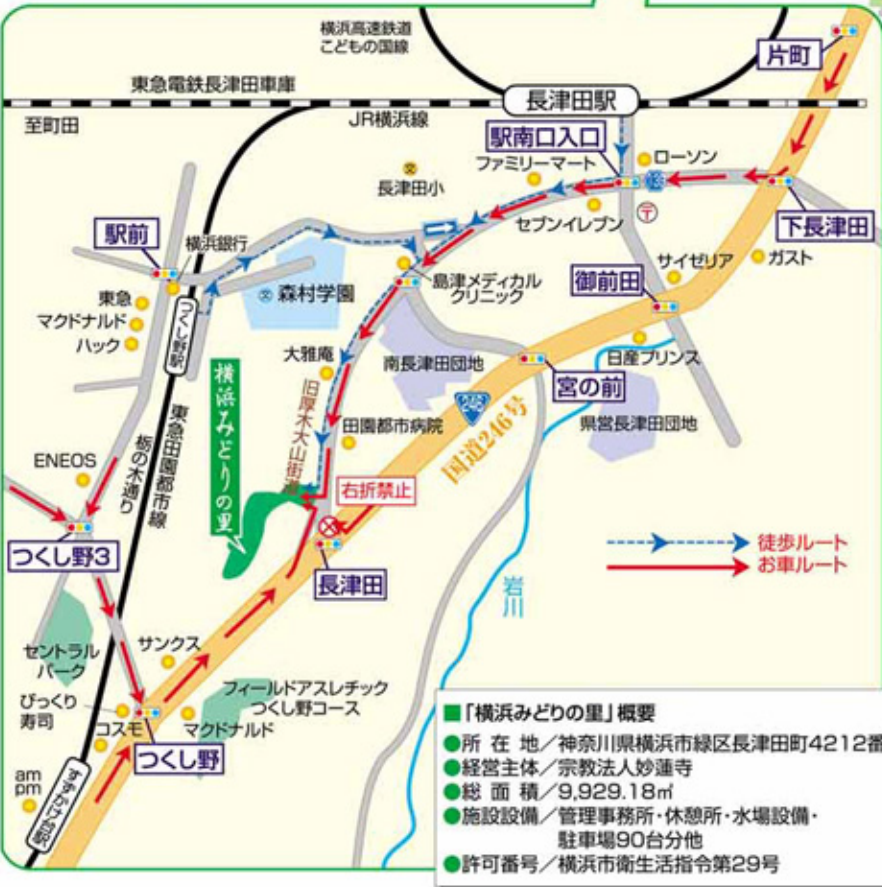 横浜高速鉄道
こどもの国線
片町
東急電鉄長津田車庫
長津田駅
至町田
JR横浜線
駅南口入口
ローソン
ファミリーマート
長津田小
セブンイレブン
下長津田
駅前
横浜銀行
サイゼリア
ガスト
御前田
島津メディカル
クリニック
森村学園
東急
マクドナルド
ハック
つくし野駅
大雅庵
南長津田団地
日産プリンス
宮の前
246
国道246号
県営長津田団地
横浜みどりの里
旧厚木大山街道
田園都市病院
東急田園都市線
栃の木通り
ENEOS
右折禁止
つくし野3
長津田
徒歩ルート
お車ルート
岩川
セントラル
パーク
サンクス
フィールドアスレチック
つくし野コース
びっくり
寿司
コスモ
マクドナルド
つくし野
am
pm
すずかけ台駅
■「横浜みどりの里」概要
●所在地／神奈川県横浜市緑区長津田町4212番
●経営主体／宗教法人妙蓮寺
●総面積／9,929.18㎡
●施設設備／管理事務所・休憩所・水場設備・
駐車場90台分他
●許可番号／横浜市衛生活指令第29号